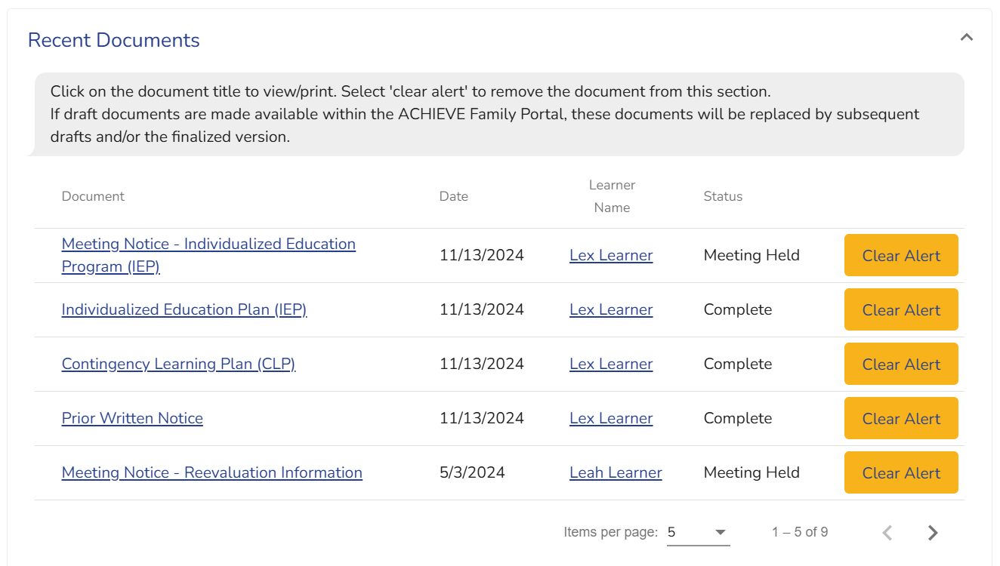 Recent Documents
Click on the document title to view/print. Select 'clear alert' to remove the document from this section.
If draft documents are made available within the ACHIEVE Family Portal, these documents will be replaced by subsequent
drafts and/or the finalized version.
Document Date Learner Name Status
Meeting Notice - Individualized Education
Program (IEP) 11/13/2024 Lex Learner Meeting Held Clear Alert
Individualized Education Plan (IEP) 11/13/2024 Lex Learner Complete Clear Alert
Contingency Learning Plan (CLP) 11/13/2024 Lex Learner Complete Clear Alert
Prior Written Notice 11/13/2024 Lex Learner Complete Clear Alert
Meeting Notice - Reevaluation Information 5/3/2024 Leah Learner Meeting Held Clear Alert
Items per page: 5 1 – 5 of 9